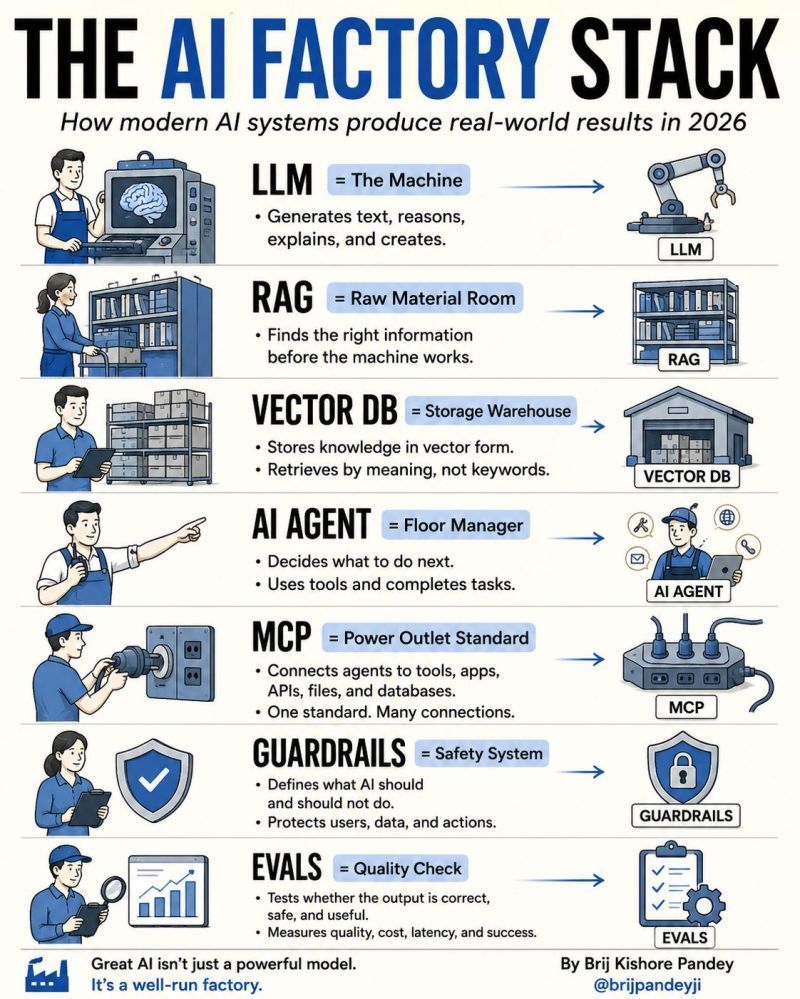 THE AI FACTORY STACK
How modern AI systems produce real-world results in 2026
LLM = The Machine
• Generates text, reasons,
explains, and creates.
LLM
RAG = Raw Material Room
• Finds the right information
before the machine works.
RAG
VECTOR DB = Storage Warehouse
• Stores knowledge in vector form.
• Retrieves by meaning, not keywords.
VECTOR DB
AI AGENT = Floor Manager
• Decides what to do next.
• Uses tools and completes tasks.
AI AGENT
MCP = Power Outlet Standard
• Connects agents to tools, apps,
APIs, files, and databases.
• One standard. Many connections.
MCP
GUARDRAILS = Safety System
• Defines what AI should
and should not do.
• Protects users, data, and actions.
GUARDRAILS
EVALS = Quality Check
• Tests whether the output is correct,
safe, and useful.
• Measures quality, cost, latency, and success.
EVALS
Great AI isn't just a powerful model.
It's a well-run factory.
By Brij Kishore Pandey
@brijpandeyji